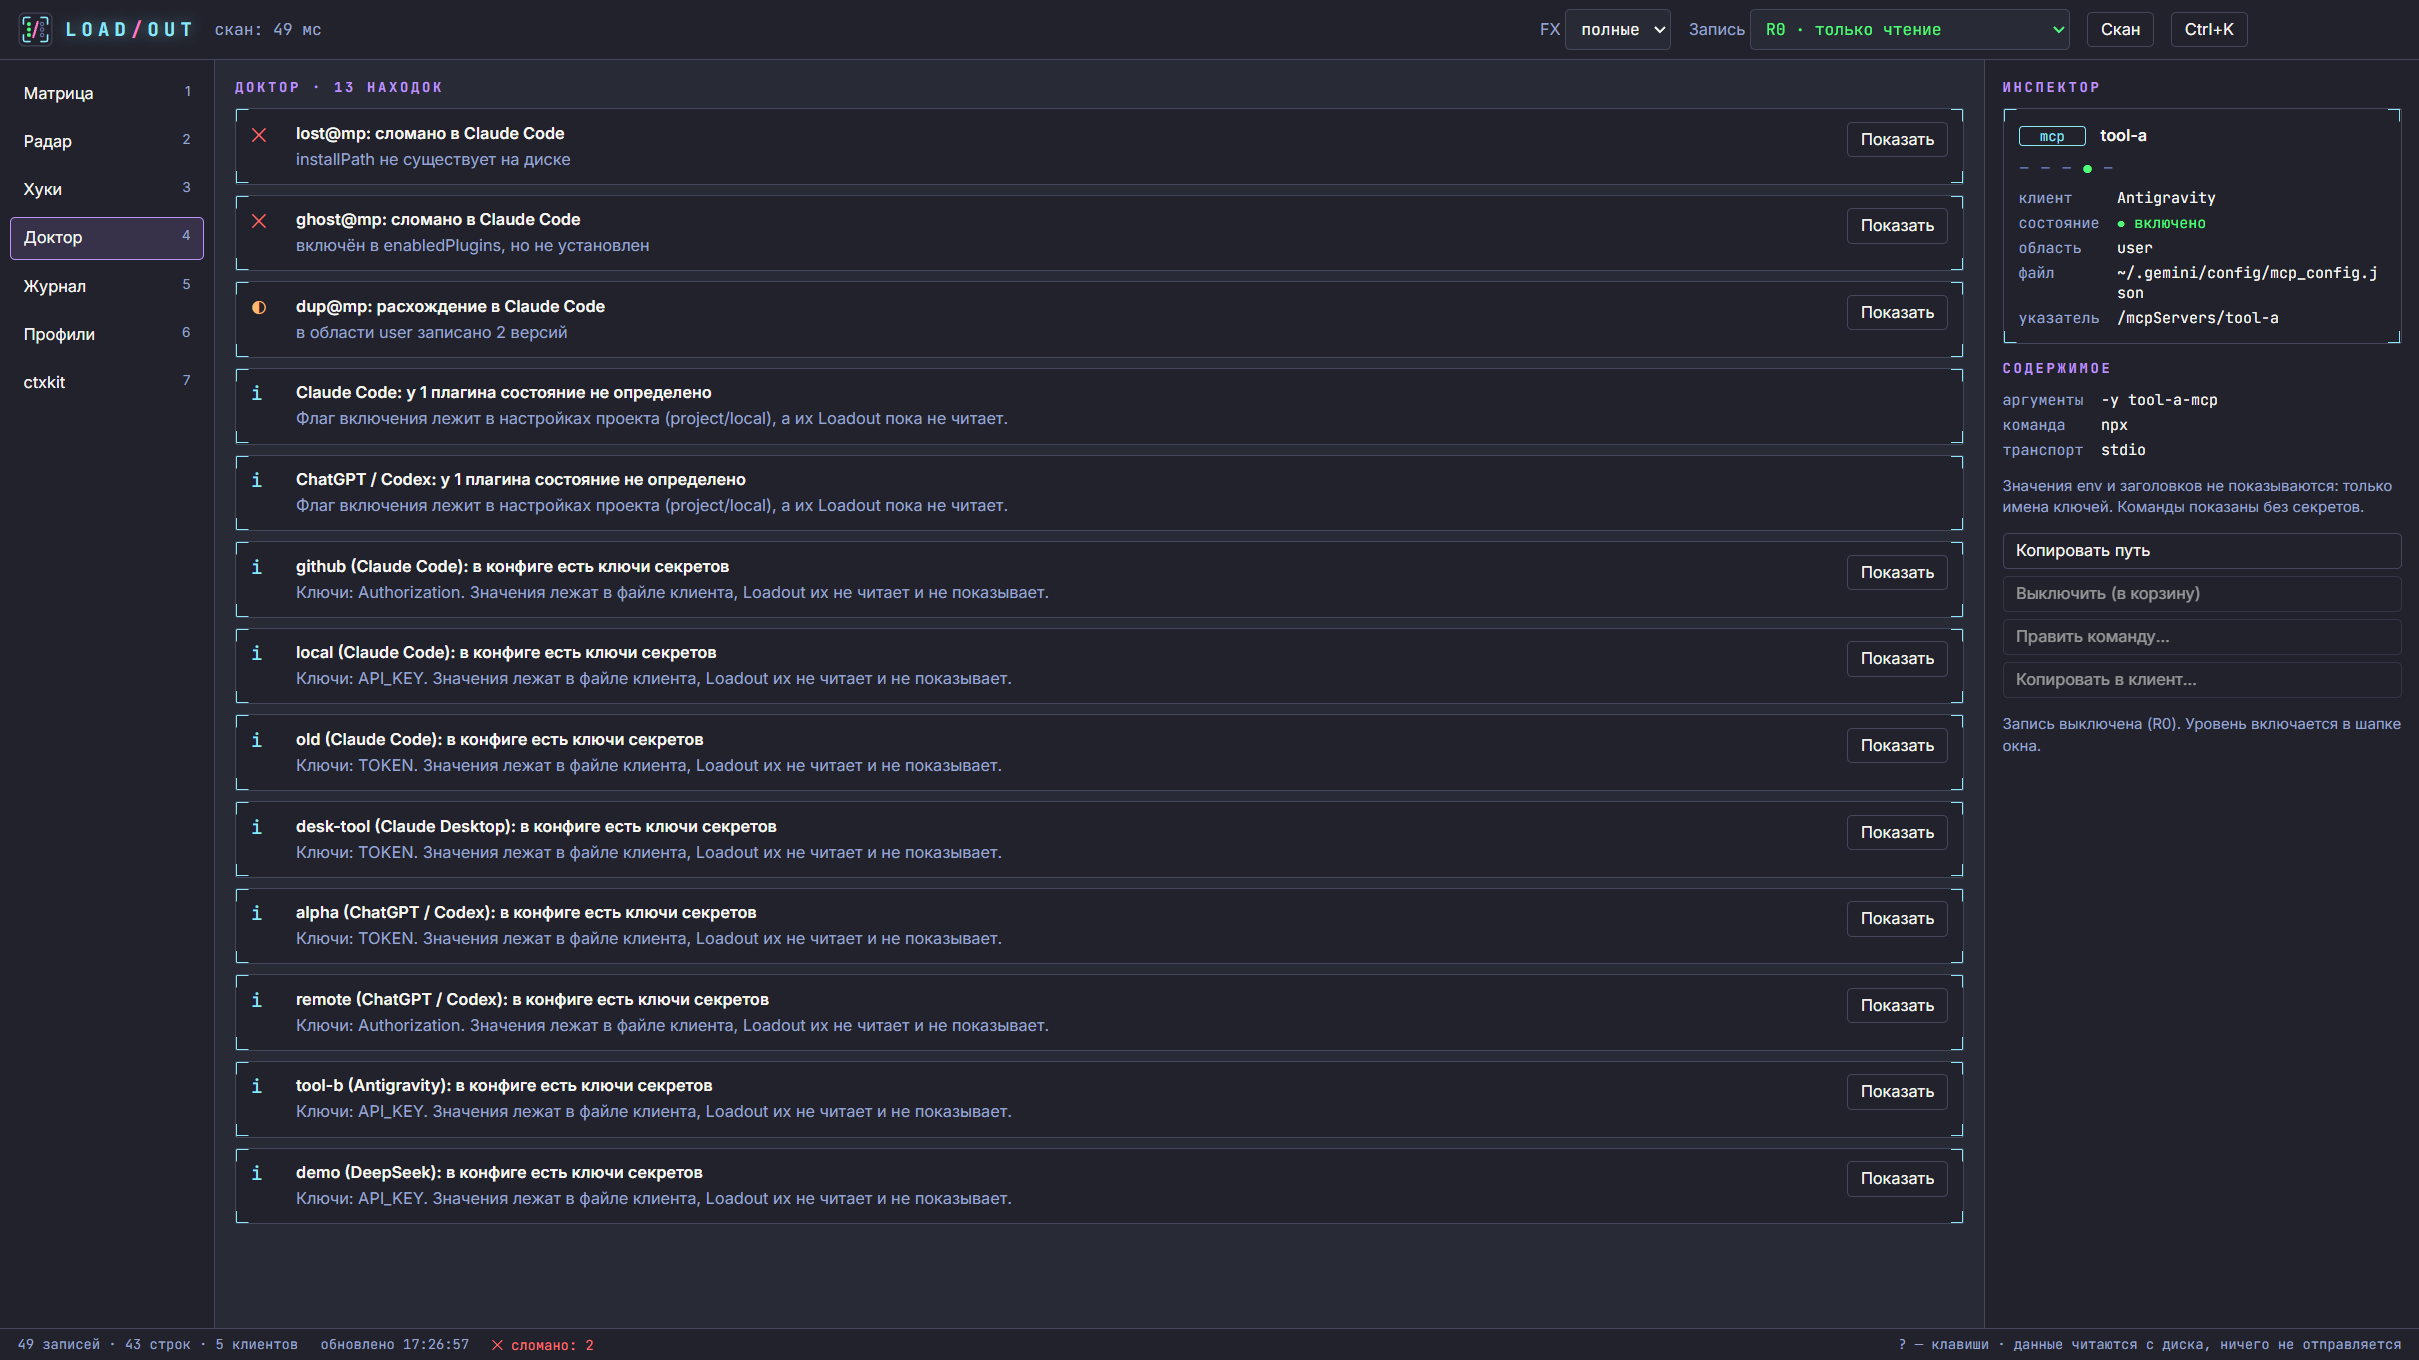 LOAD/OUT скан: 49 мс FX полные Запись R0 · только чтение Скан Ctrl+K
Матрица 1
Радар 2
Хуки 3
Доктор 4
Журнал 5
Профили 6
ctxkit 7
ДОКТОР · 13 НАХОДОК
lost@mp: сломано в Claude Code
installPath не существует на диске
Показать
ghost@mp: сломано в Claude Code
включён в enabledPlugins, но не установлен
Показать
dup@mp: расхождение в Claude Code
в области user записано 2 версий
Показать
Claude Code: у 1 плагина состояние не определено
Флаг включения лежит в настройках проекта (project/local), а их Loadout пока не читает.
ChatGPT / Codex: у 1 плагина состояние не определено
Флаг включения лежит в настройках проекта (project/local), а их Loadout пока не читает.
github (Claude Code): в конфиге есть ключи секретов
Ключи: Authorization. Значения лежат в файле клиента, Loadout их не читает и не показывает.
Показать
local (Claude Code): в конфиге есть ключи секретов
Ключи: API_KEY. Значения лежат в файле клиента, Loadout их не читает и не показывает.
Показать
old (Claude Code): в конфиге есть ключи секретов
Ключи: TOKEN. Значения лежат в файле клиента, Loadout их не читает и не показывает.
Показать
desk-tool (Claude Desktop): в конфиге есть ключи секретов
Ключи: TOKEN. Значения лежат в файле клиента, Loadout их не читает и не показывает.
Показать
alpha (ChatGPT / Codex): в конфиге есть ключи секретов
Ключи: TOKEN. Значения лежат в файле клиента, Loadout их не читает и не показывает.
Показать
remote (ChatGPT / Codex): в конфиге есть ключи секретов
Ключи: Authorization. Значения лежат в файле клиента, Loadout их не читает и не показывает.
Показать
tool-b (Antigravity): в конфиге есть ключи секретов
Ключи: API_KEY. Значения лежат в файле клиента, Loadout их не читает и не показывает.
Показать
demo (DeepSeek): в конфиге есть ключи секретов
Ключи: API_KEY. Значения лежат в файле клиента, Loadout их не читает и не показывает.
Показать
ИНСПЕКТОР
mcp tool-a
— — — ● —
клиент Antigravity
состояние ● включено
область user
файл ~/.gemini/config/mcp_config.j
son
указатель /mcpServers/tool-a
СОДЕРЖИМОЕ
аргументы -y tool-a-mcp
команда npx
транспорт stdio
Значения env и заголовков не показываются: только
имена ключей. Команды показаны без секретов.
Копировать путь
Выключить (в корзину)
Править команду...
Копировать в клиент...
Запись выключена (R0). Уровень включается в шапке
окна.
49 записей · 43 строк · 5 клиентов обновлено 17:26:57 ✕ сломано: 2
? — клавиши · данные читаются с диска, ничего не отправляется